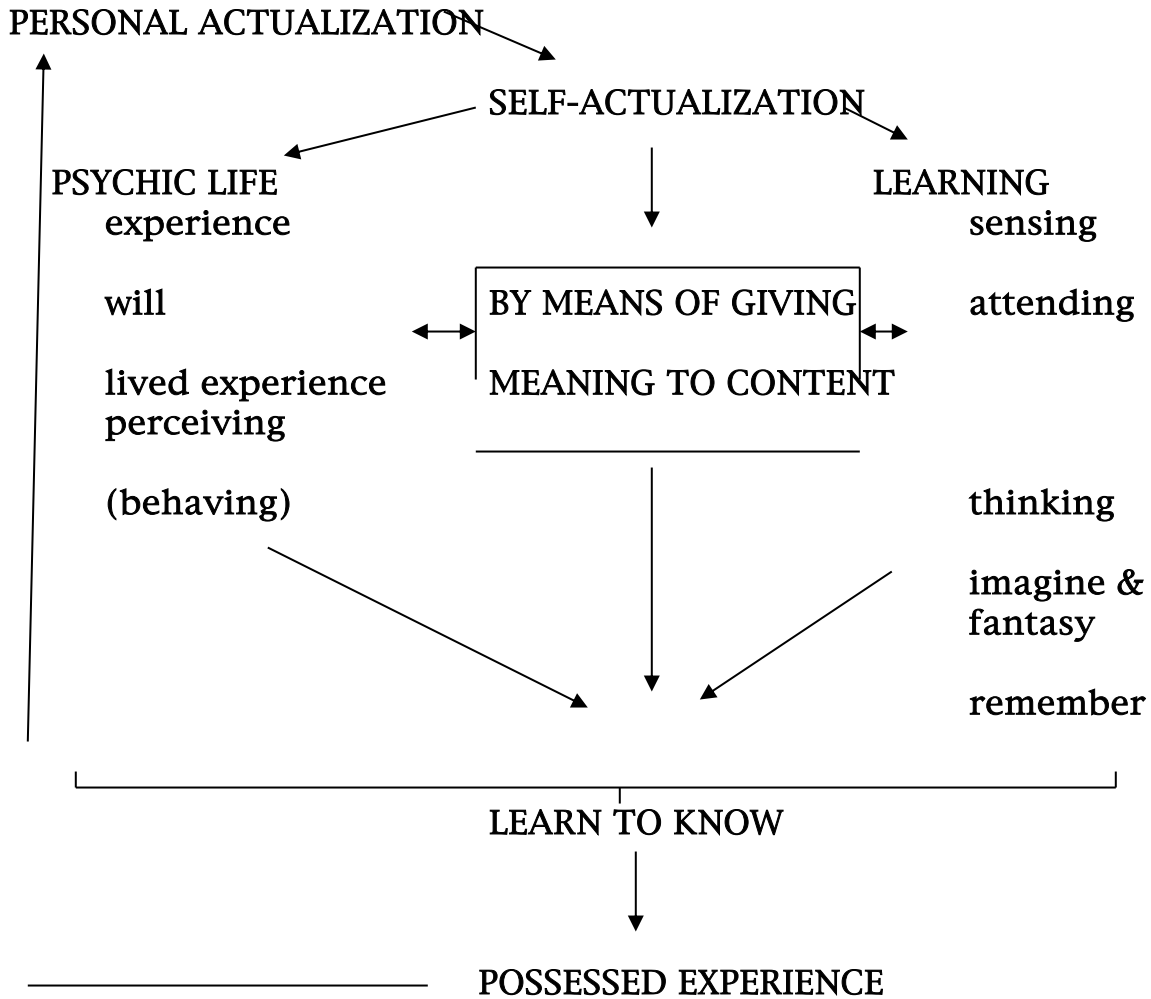 PERSONAL ACTUALIZATION
SELF-ACTUALIZATION
PSYCHIC LIFE
LEARNING
experience
sensing
will
BY MEANS OF GIVING
attending
lived experience
MEANING TO CONTENT
perceiving
(behaving)
thinking
imagine &
fantasy
remember
LEARN TO KNOW
POSSESSED EXPERIENCE